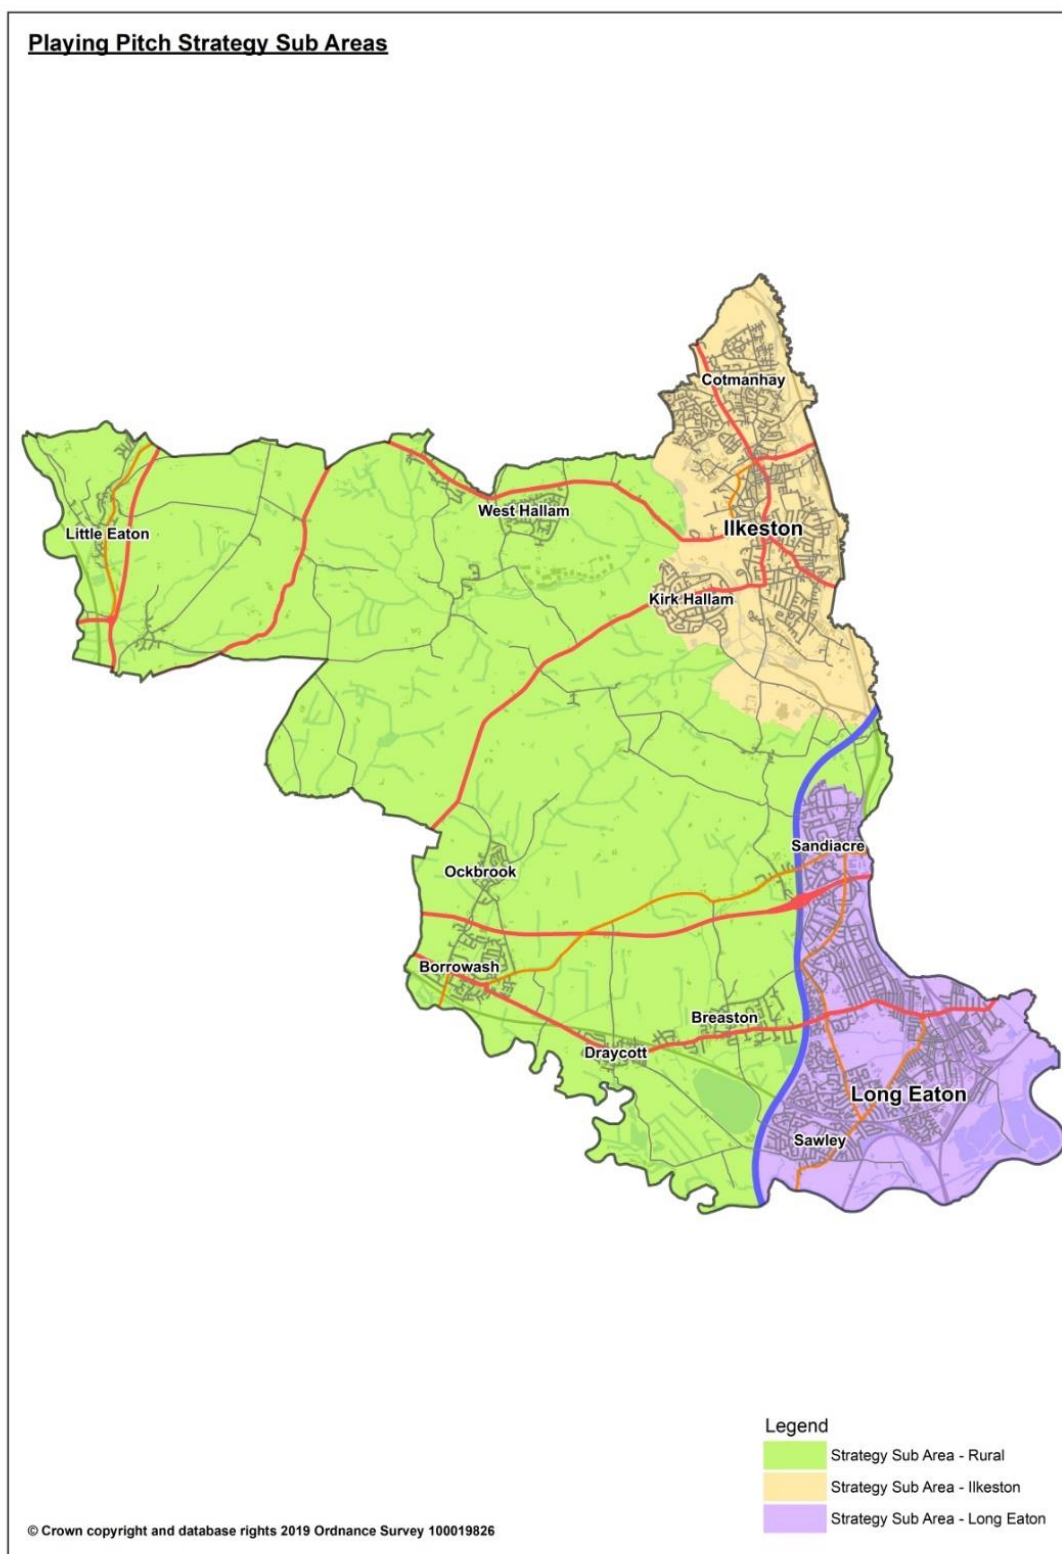 Playing Pitch Strategy Sub Areas
Cotmanhay
West Hallam
Ilkeston
Little Eaton
Kirk Hallam
Sandiacre
Ockbrook
Borrowash
Breaston
Draycott
Long Eaton
Sawley
Legend
Strategy Sub Area - Rural
Strategy Sub Area - Ilkeston
Strategy Sub Area - Long Eaton
© Crown copyright and database rights 2019 Ordnance Survey 100019826